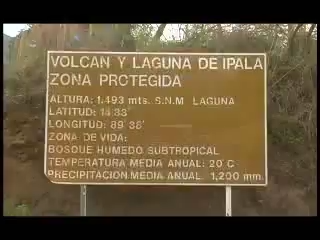 VOLCAN Y LAGUNA DE IPALA
ZONA PROTEGIDA
ALTURA: 1.493 mts. S.N.M LAGUNA
LATITUD: 14 33'
LONGITUD: 89 38'
ZONA DE VIDA:
BOSQUE HUMEDO SUBTROPICAL
TEMPERATURA MEDIA ANUAL: 20 C
PRECIPITACION MEDIA ANUAL: 1,200 mm.